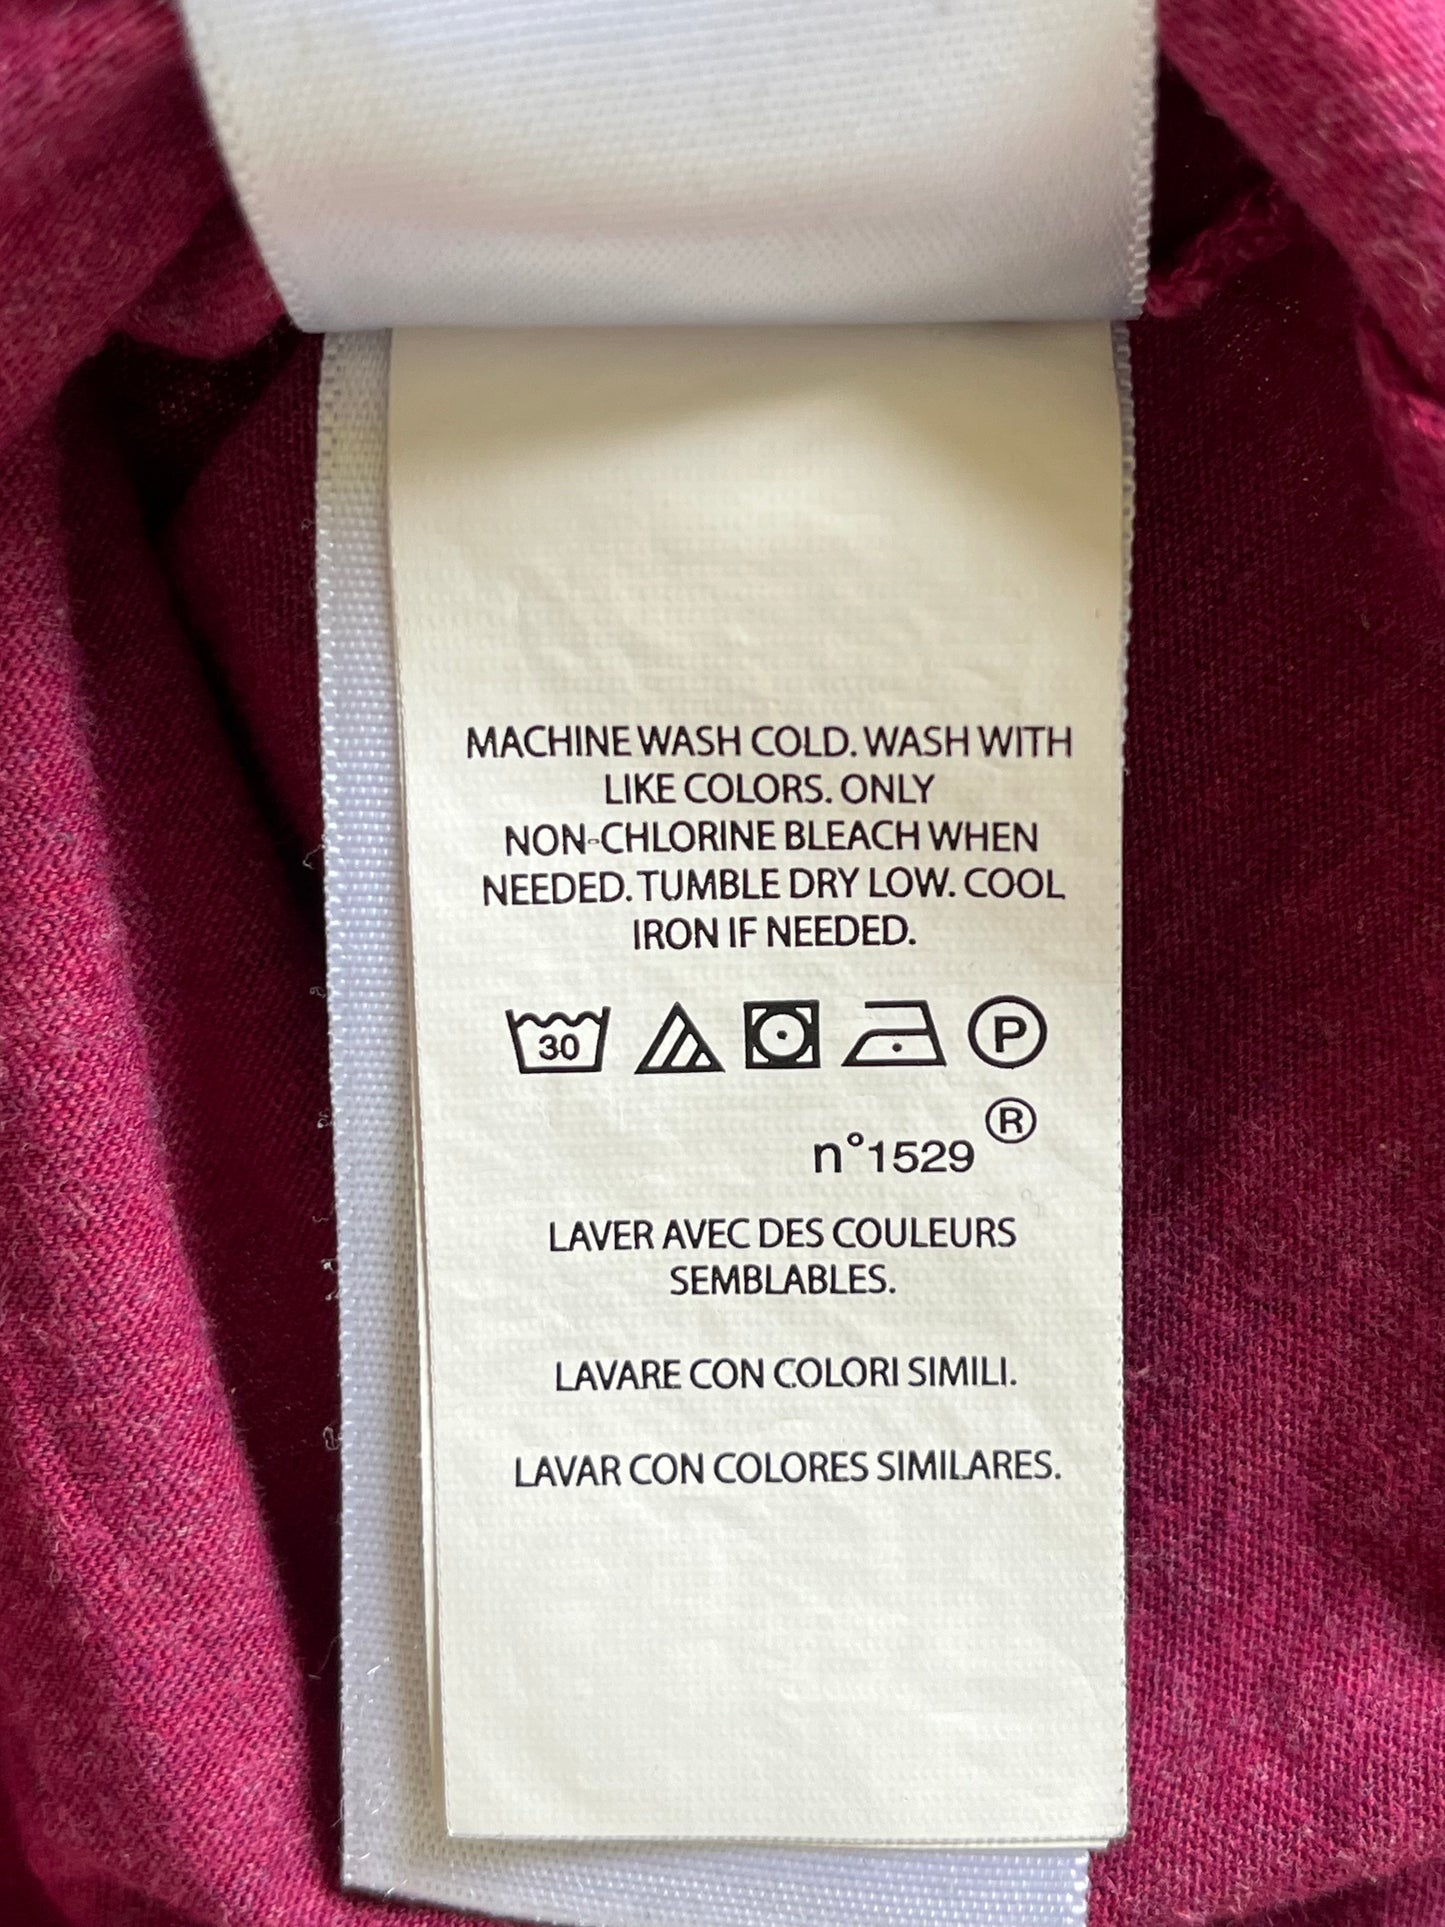 MACHINE WASH COLD. WASH WITH
LIKE COLORS. ONLY
NON-CHLORINE BLEACH WHEN
NEEDED. TUMBLE DRY LOW. COOL
IRON IF NEEDED.
30 P
®
n°1529
LAVER AVEC DES COULEURS
SEMBLABLES.
LAVARE CON COLORI SIMILI.
LAVAR CON COLORES SIMILARES.